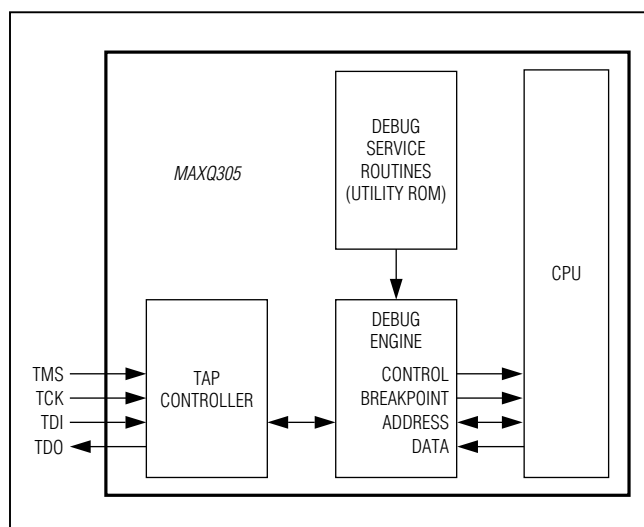 MAXQ305
DEBUG
SERVICE
ROUTINES
(UTILITY ROM)
CPU
DEBUG
ENGINE
CONTROL
BREAKPOINT
ADDRESS
DATA
TAP
CONTROLLER
TMS
TCK
TDI
TDO